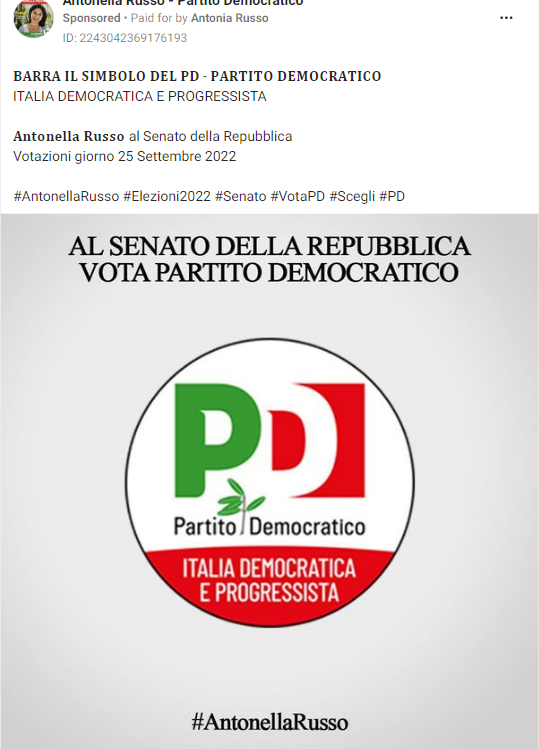 Antonella Russo - Partito Democratico
Sponsored • Paid for by Antonia Russo
ID: 2243042369176193
BARRA IL SIMBOLO DEL PD - PARTITO DEMOCRATICO
ITALIA DEMOCRATICA E PROGRESSISTA
Antonella Russo al Senato della Repubblica
Votazioni giorno 25 Settembre 2022
#AntonellaRusso #Elezioni2022 #Senato #VotaPD #Scegli #PD
AL SENATO DELLA REPUBBLICA
VOTA PARTITO DEMOCRATICO
PD
Partito Democratico
ITALIA DEMOCRATICA
E PROGRESSISTA
#AntonellaRusso